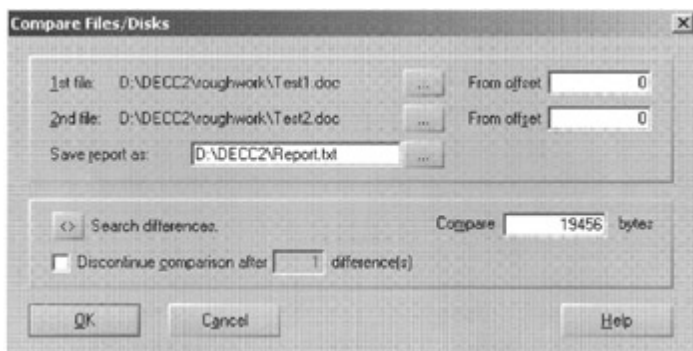 Compare Files/Disks
1st file: D:\DECC2\roughwork\Test1.doc ... From offset 0
2nd file: D:\DECC2\roughwork\Test2.doc ... From offset 0
Save report as: D:\DECC2\Report.txt ...
<> Search differences. Compare 19456 bytes
Discontinue comparison after 1 difference(s)
OK Cancel Help